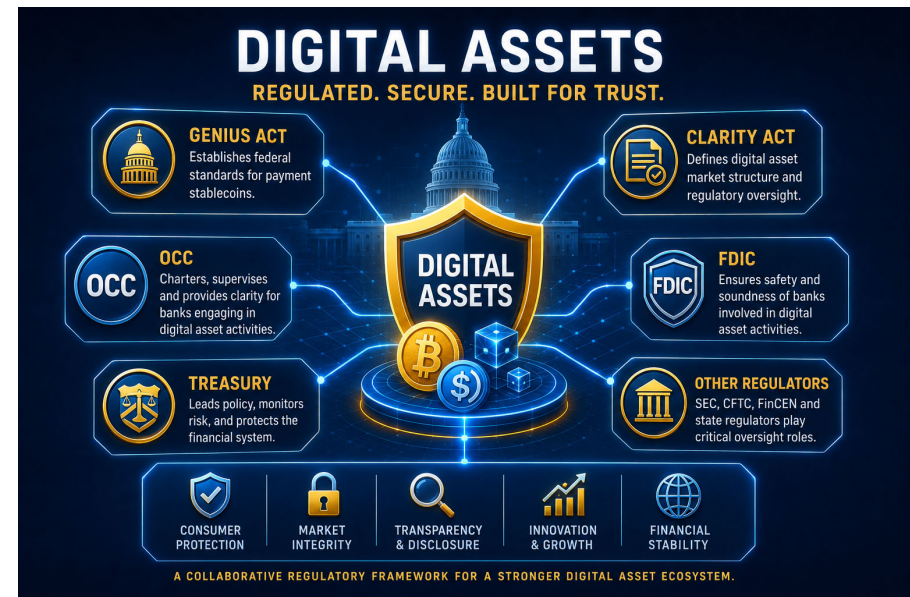 DIGITAL ASSETS
REGULATED. SECURE. BUILT FOR TRUST.
GENIUS ACT
Establishes federal
standards for payment
stablecoins.
CLARITY ACT
Defines digital asset
market structure and
regulatory oversight.
OCC
OCC
Charters, supervises
and provides clarity for
banks engaging in
digital asset activities.
DIGITAL
ASSETS
FDIC
FDIC
Ensures safety and
soundness of banks
involved in digital
asset activities.
TREASURY
Leads policy, monitors
risk, and protects the
financial system.
₿
$
OTHER REGULATORS
SEC, CFTC, FinCEN and
state regulators play
critical oversight roles.
CONSUMER
PROTECTION
MARKET
INTEGRITY
TRANSPARENCY
& DISCLOSURE
INNOVATION
& GROWTH
FINANCIAL
STABILITY
A COLLABORATIVE REGULATORY FRAMEWORK FOR A STRONGER DIGITAL ASSET ECOSYSTEM.